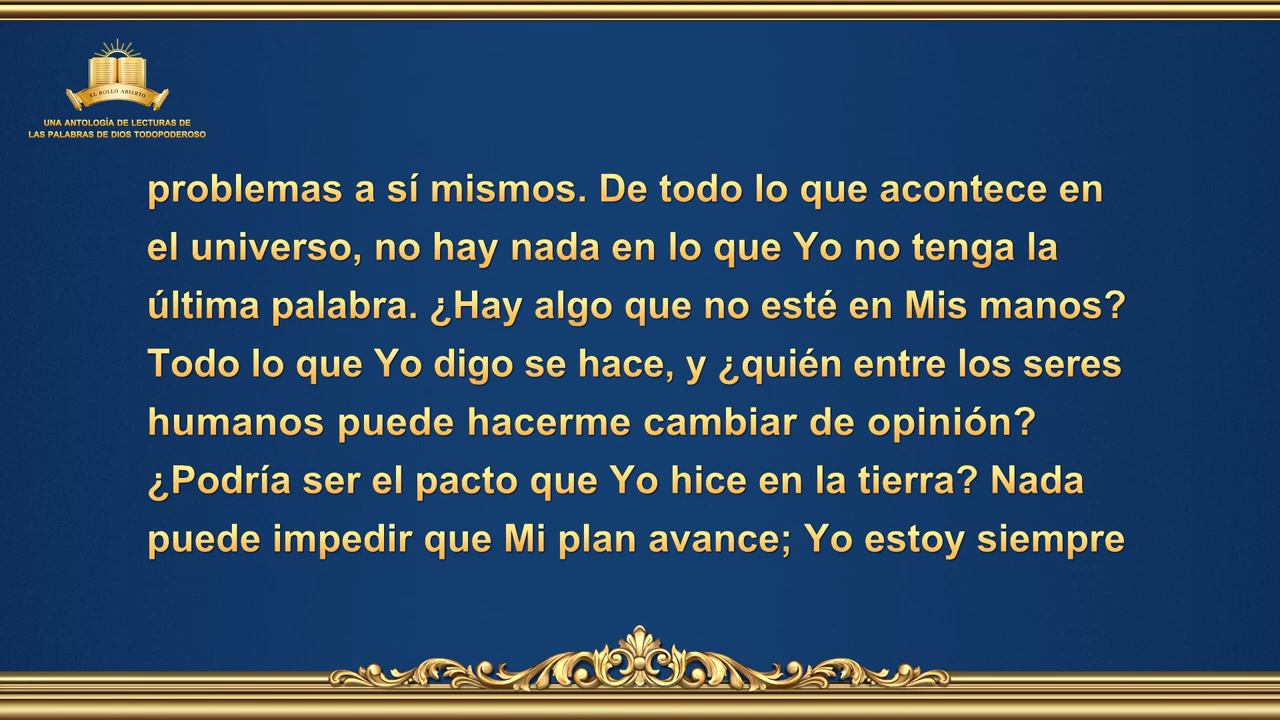 EL ROLLO ABIERTO
UNA ANTOLOGÍA DE LECTURAS DE
LAS PALABRAS DE DIOS TODOPODEROSO
problemas a sí mismos. De todo lo que acontece en
el universo, no hay nada en lo que Yo no tenga la
última palabra. ¿Hay algo que no esté en Mis manos?
Todo lo que Yo digo se hace, y ¿quién entre los seres
humanos puede hacerme cambiar de opinión?
¿Podría ser el pacto que Yo hice en la tierra? Nada
puede impedir que Mi plan avance; Yo estoy siempre